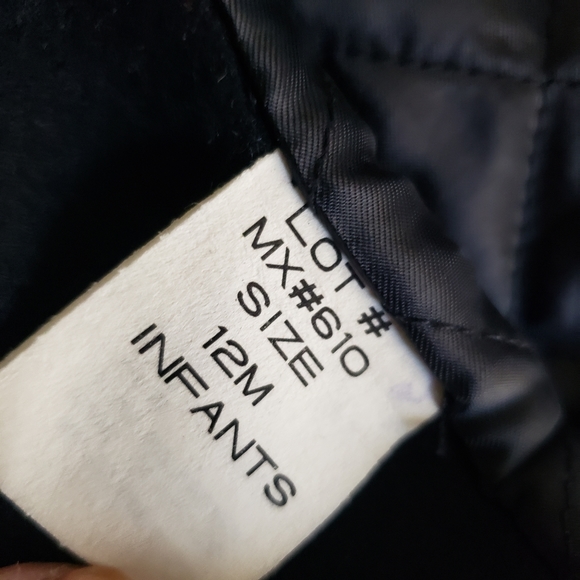 LOT #
MX#610
SIZE
12M
INFANTS